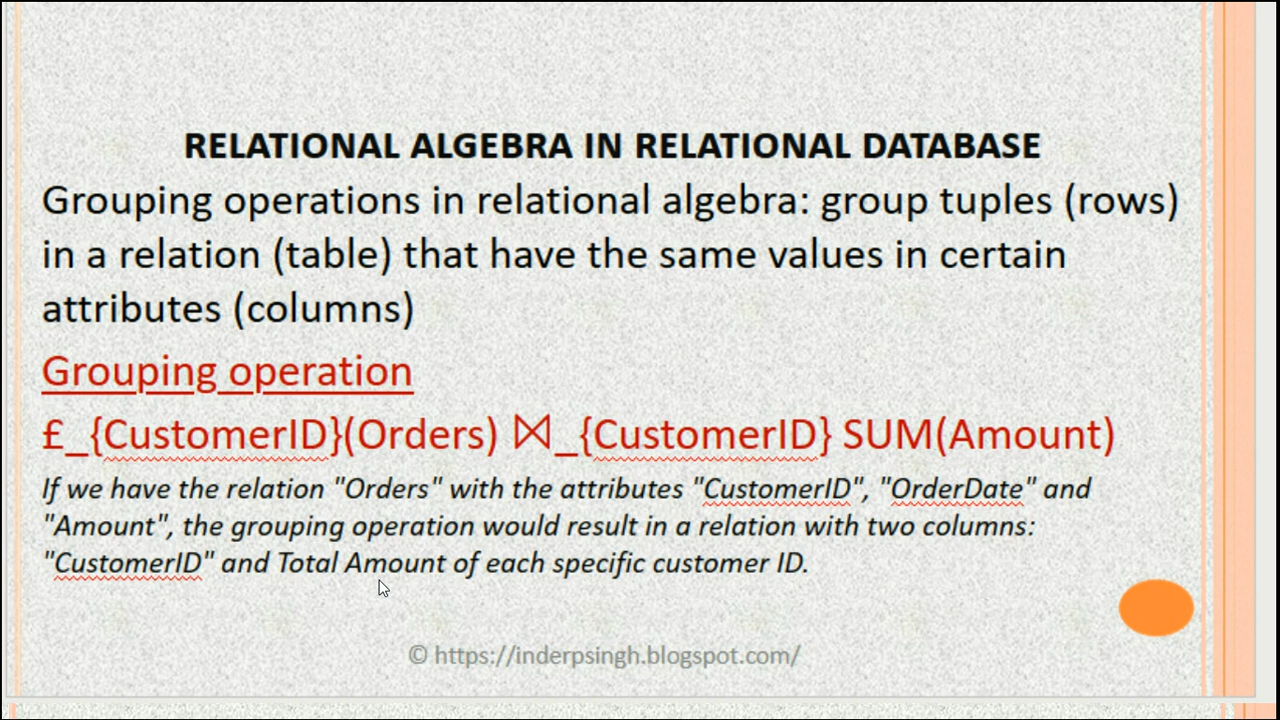 RELATIONAL ALGEBRA IN RELATIONAL DATABASE
Grouping operations in relational algebra: group tuples (rows)
in a relation (table) that have the same values in certain
attributes (columns)
Grouping operation
£_{CustomerID}(Orders) ⋈_{CustomerID} SUM(Amount)
If we have the relation "Orders" with the attributes "CustomerID", "OrderDate" and
"Amount", the grouping operation would result in a relation with two columns:
"CustomerID" and Total Amount of each specific customer ID.
© https://inderpsingh.blogspot.com/